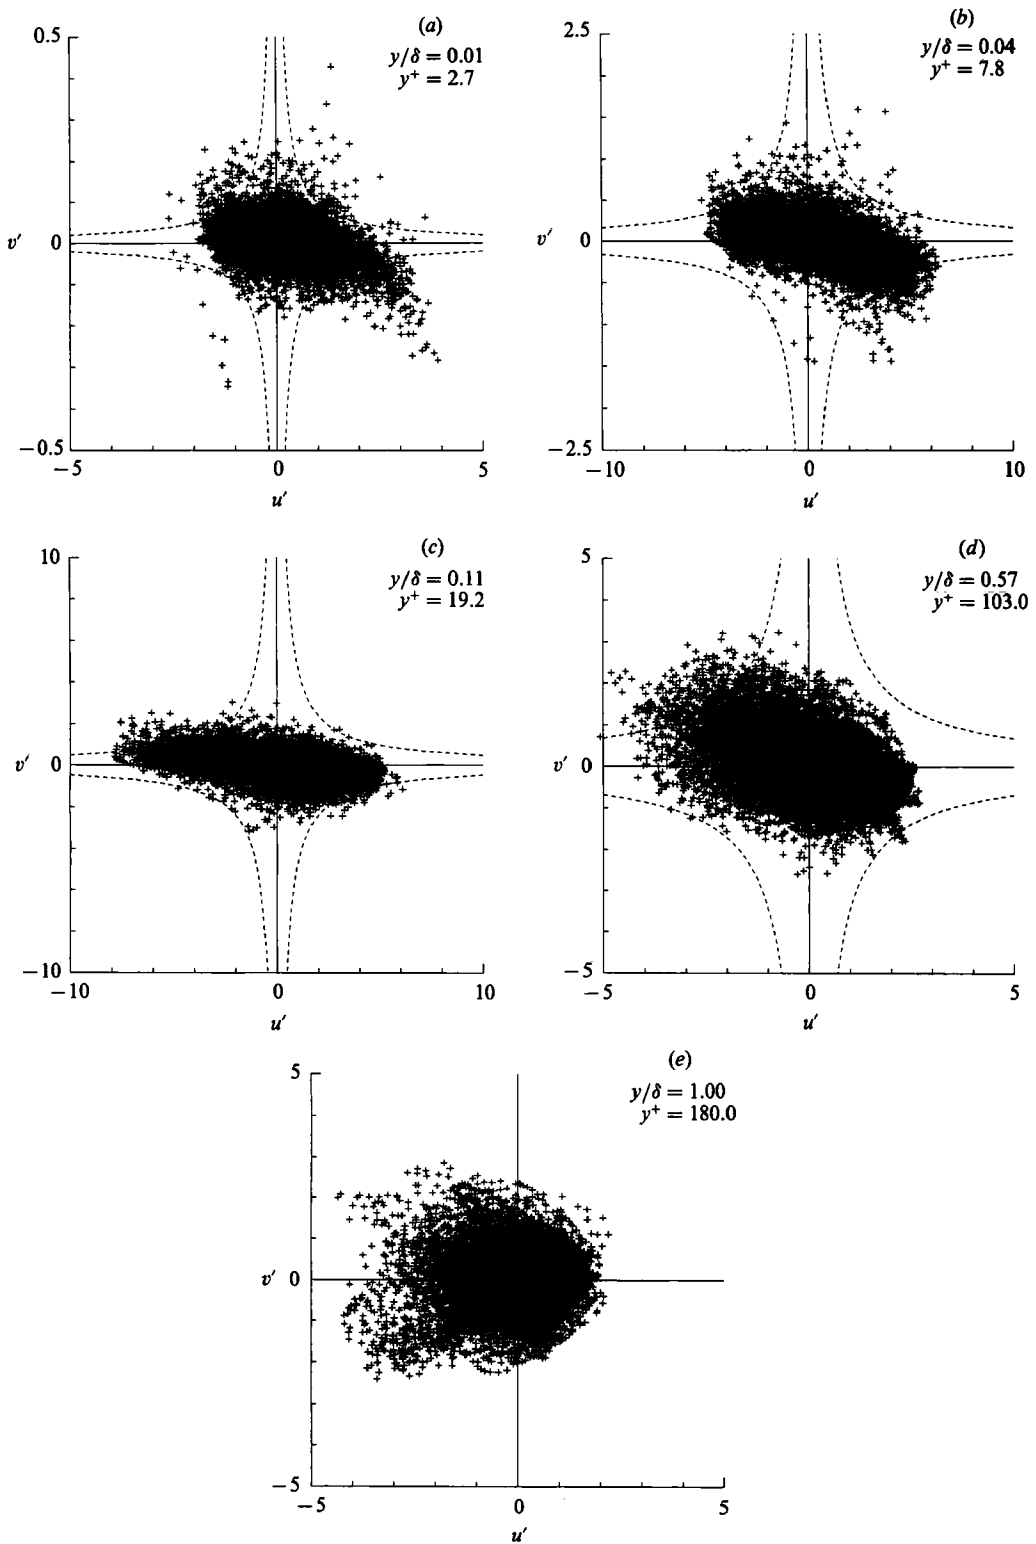 (a)
y/δ = 0.01
y⁺ = 2.7
0.5
v′
0
−0.5
−5
0
5
u′
(b)
y/δ = 0.04
y⁺ = 7.8
2.5
v′
0
−2.5
−10
0
10
u′
(c)
y/δ = 0.11
y⁺ = 19.2
10
v′
0
−10
−10
0
10
u′
(d)
y/δ = 0.57
y⁺ = 103.0
5
v′
0
−5
−5
0
5
u′
(e)
y/δ = 1.00
y⁺ = 180.0
5
v′ 0
−5
−5
0
5
u′